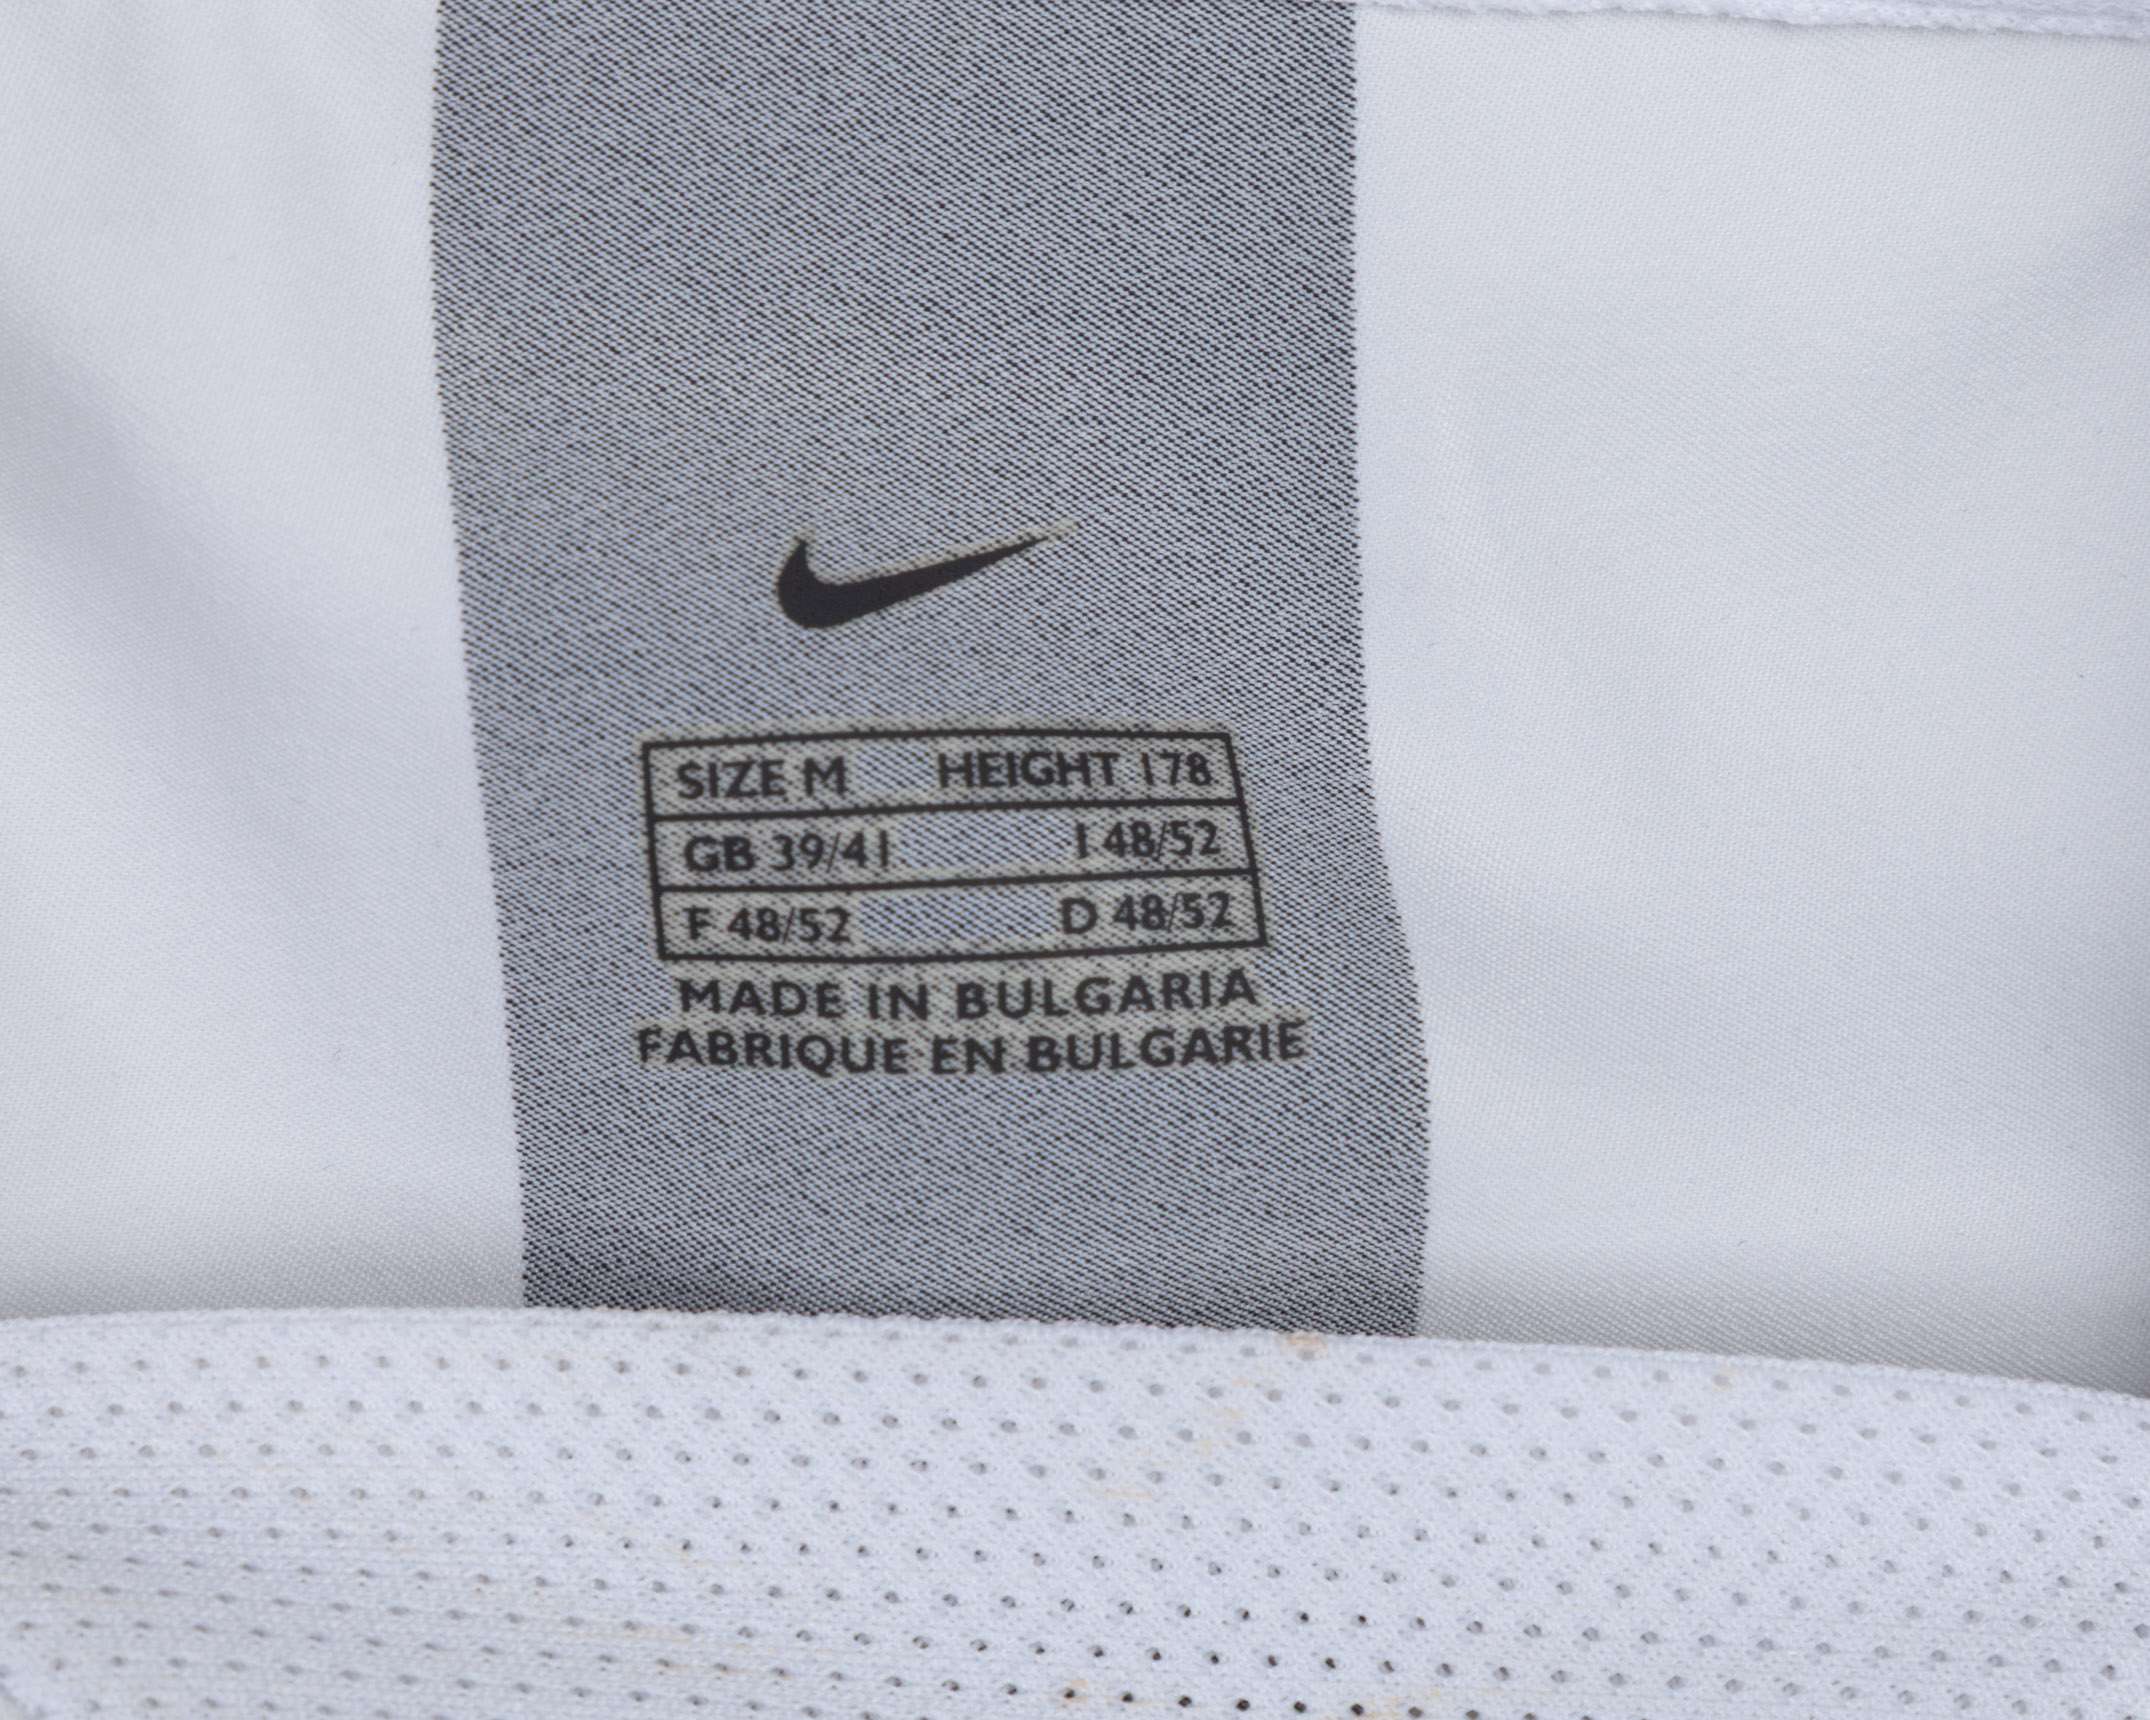 SIZE M HEIGHT 178
GB 39/41 I 48/52
F 48/52 D 48/52
MADE IN BULGARIA
FABRIQUE EN BULGARIE